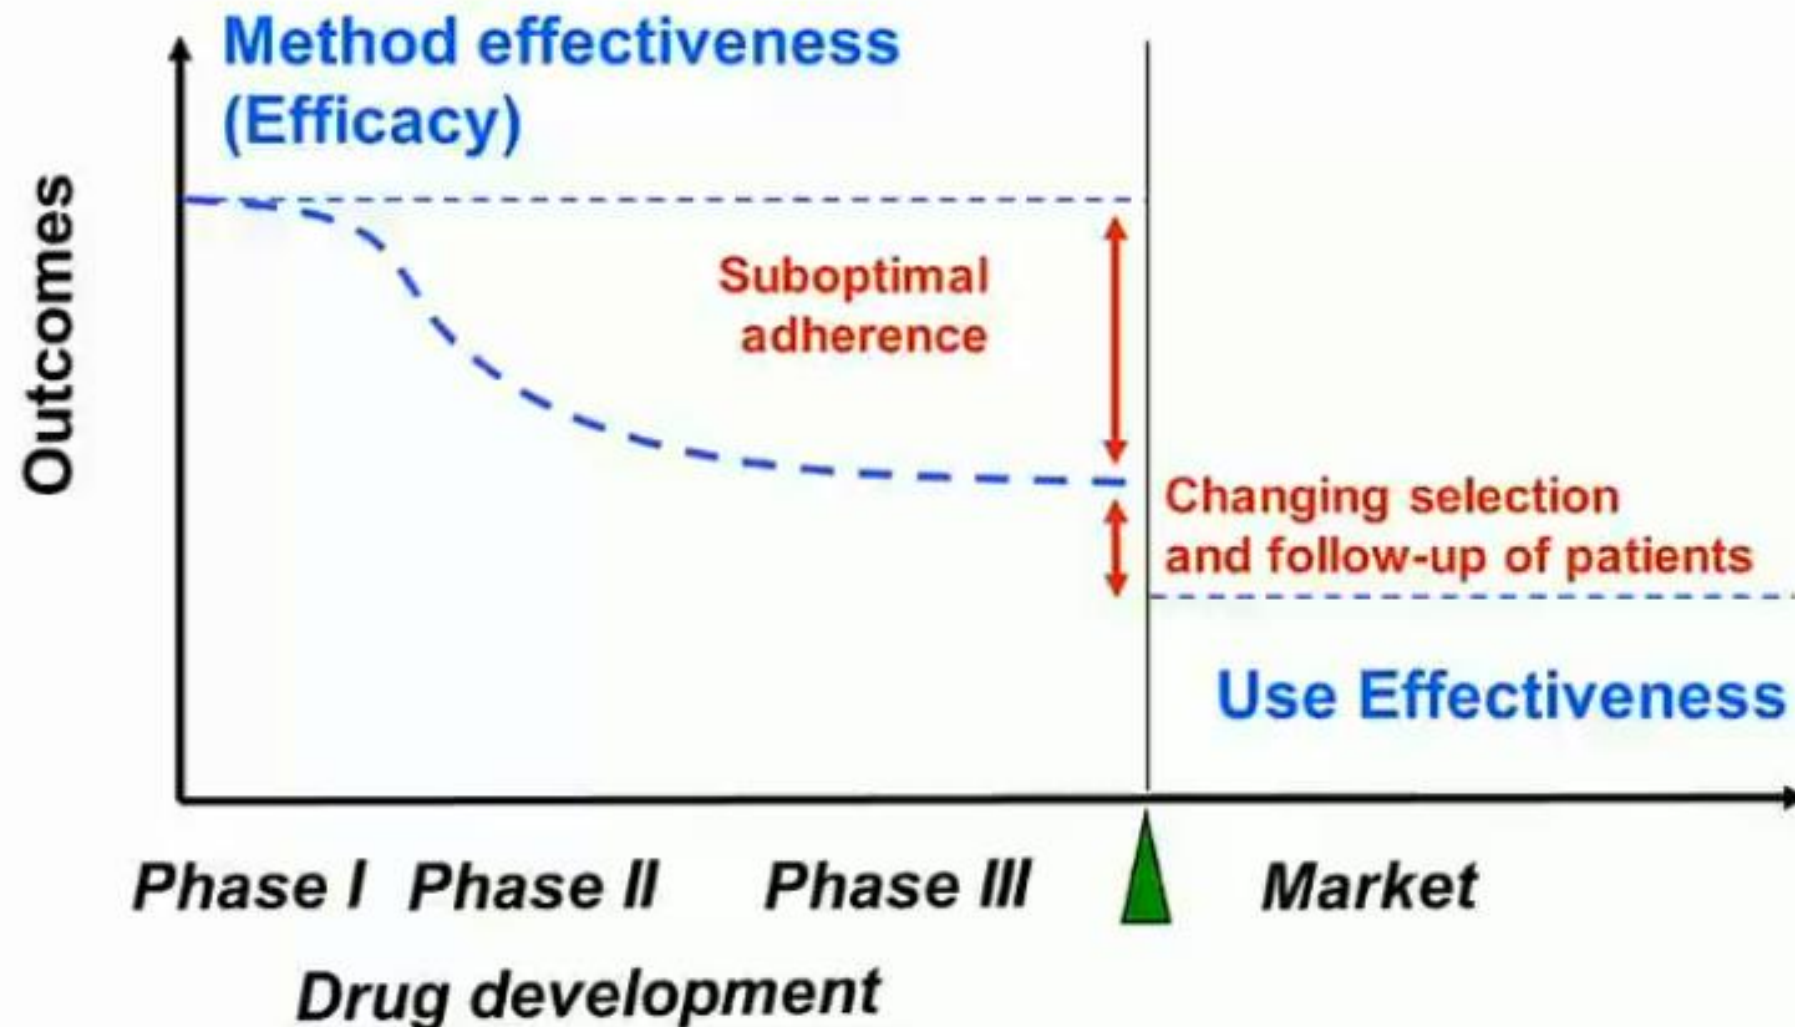 Method effectiveness
(Efficacy)
Outcomes
Suboptimal
adherence
Changing selection
and follow-up of patients
Use Effectiveness
Phase I Phase II Phase III Market
Drug development